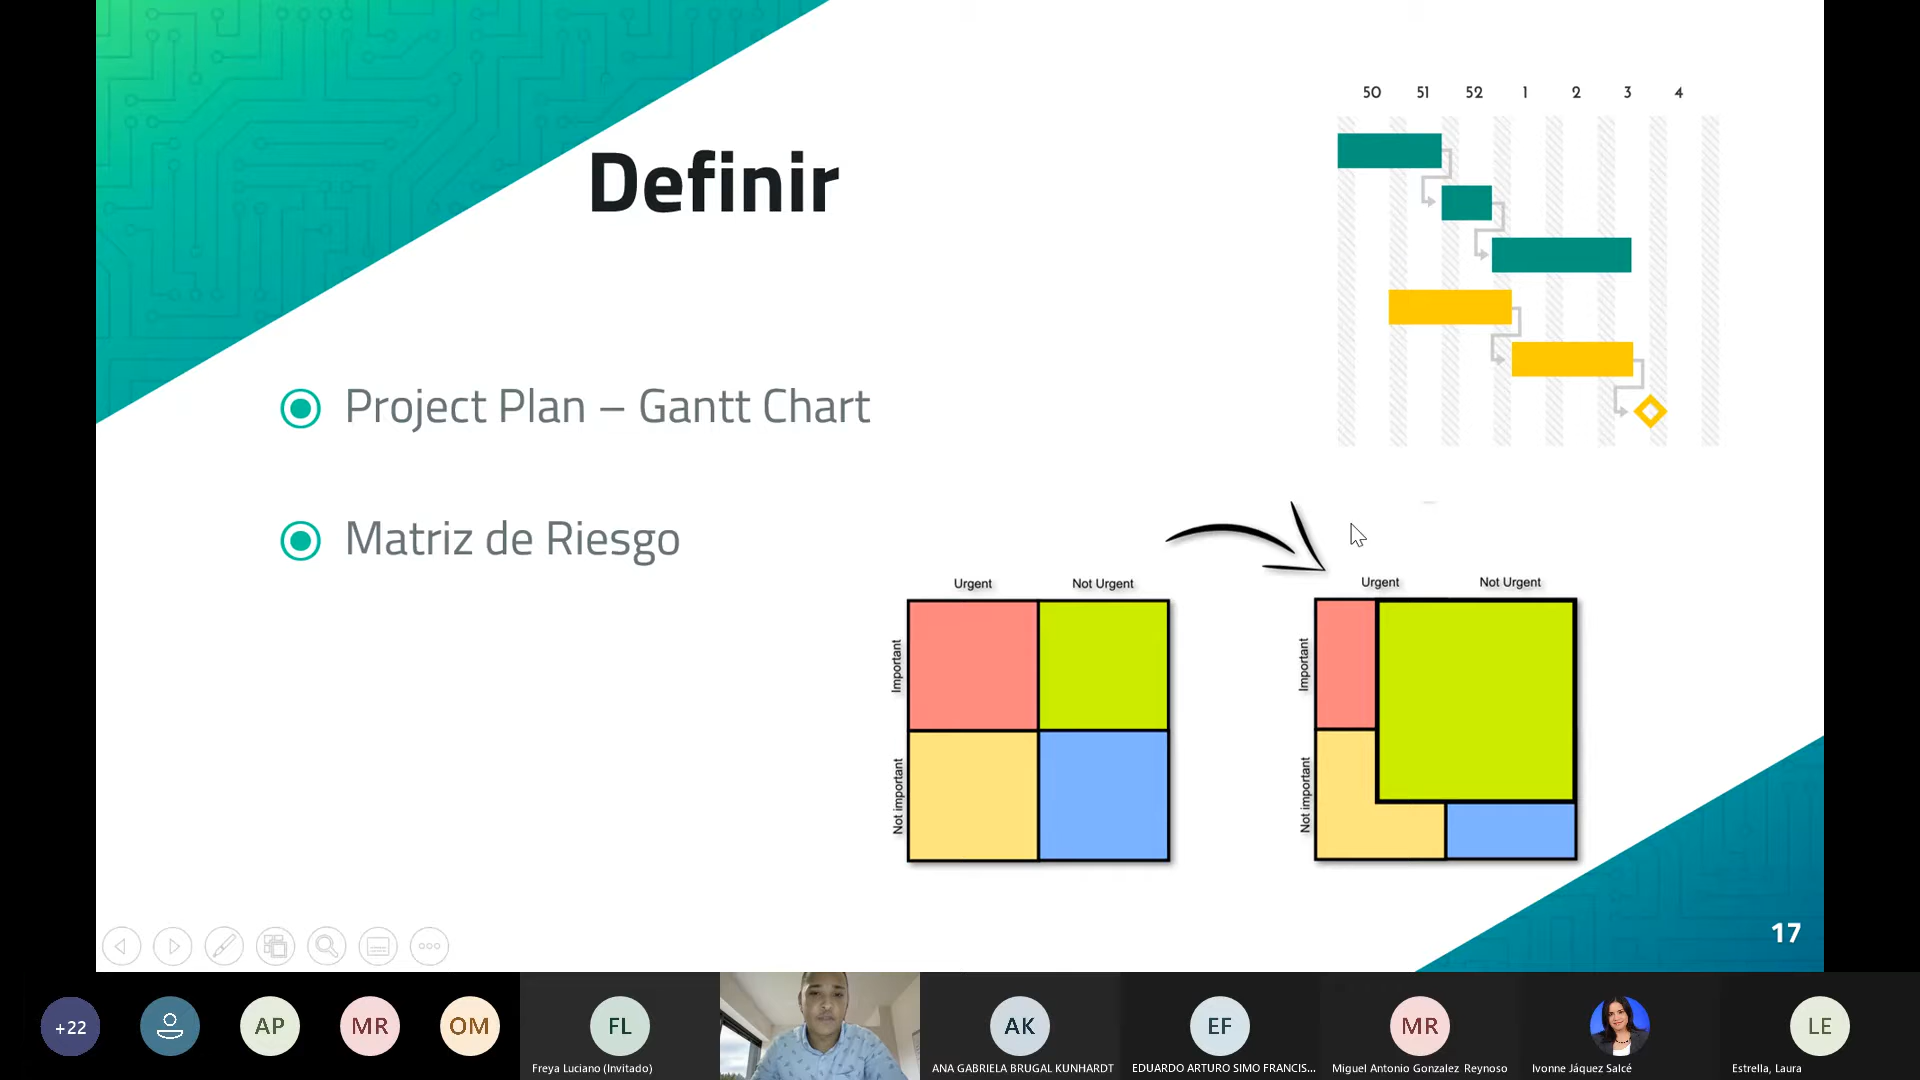 50 51 52 1 2 3 4
Definir
Project Plan – Gantt Chart
Matriz de Riesgo
Urgent Not Urgent
Important
Not important
Urgent Not Urgent
Important
Not important
17
+22
AP
MR
OM
FL
Freya Luciano (Invitado)
AK
ANA GABRIELA BRUGAL KUNHARDT
EF
EDUARDO ARTURO SIMO FRANCIS...
MR
Miguel Antonio Gonzalez Reynoso
Ivonne Jáquez Salcé
LE
Estrella, Laura